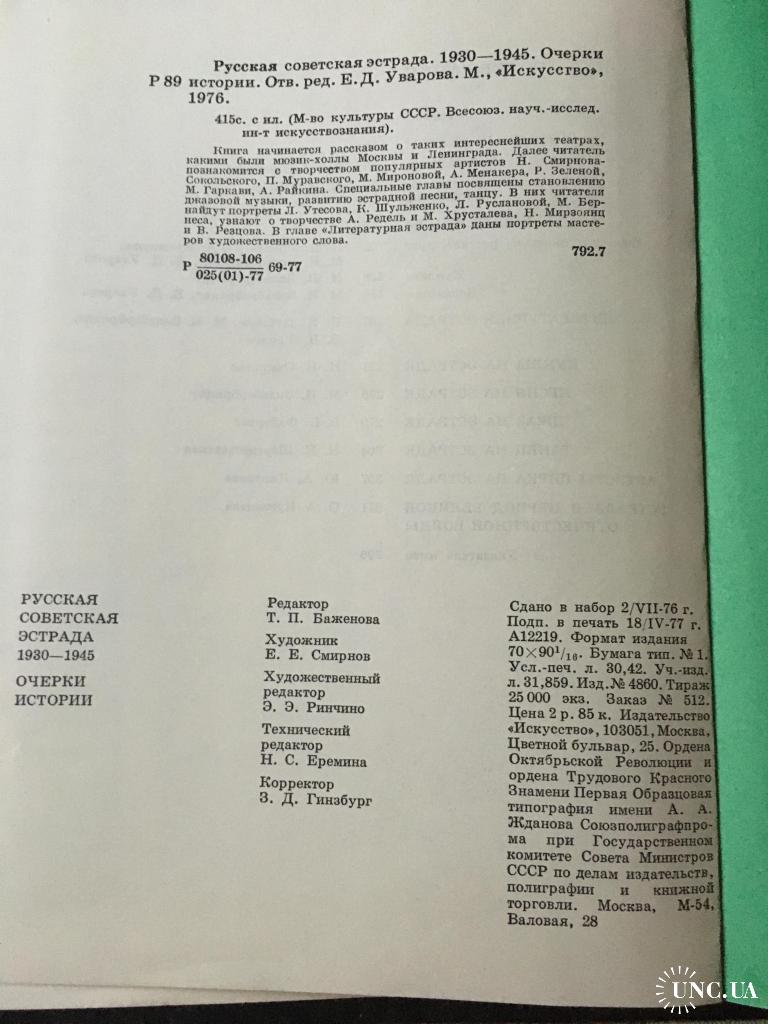 Русская советская эстрада. 1930—1945. Очерки
Р 89 истории. Отв. ред. Е. Д. Уварова. М., «Искусство»,
1976.
415с. с ил. (М-во культуры СССР. Всесоюз. науч.-исслед.
ин-т искусствознания).
Книга начинается рассказом о таких интереснейших театрах,
какими были мюзик-холлы Москвы и Ленинграда. Далее читатель
познакомится с творчеством популярных артистов Н. Смирнова-
Сокольского, П. Муравского, М. Мироновой, А. Менакера, Р. Зеленой,
М. Гаркави, А. Райкина. Специальные главы посвящены становлению
джазовой музыки, развитию эстрадной песни, танцу. В них читатели
найдут портреты Л. Утесова, К. Шульженко, Л. Руслановой, М. Бер-
неса, узнают о творчестве А. Редель и М. Хрусталева, Н. Мирзоянц
и В. Резцова. В главе «Литературная эстрада» даны портреты масте-
ров художественного слова.
Р 80108-106
025(01)-77 69-77
792.7
РУССКАЯ
СОВЕТСКАЯ
ЭСТРАДА
1930—1945
ОЧЕРКИ
ИСТОРИИ
Редактор
Т. П. Баженова
Художник
Е. Е. Смирнов
Художественный
редактор
Э. Э. Ринчино
Технический
редактор
Н. С. Еремина
Корректор
З. Д. Гинзбург
Сдано в набор 2/VII-76 г.
Подп. в печать 18/IV-77 г.
А12219. Формат издания
70×90¹/₁₆. Бумага тип. № 1.
Усл.-печ. л. 30,42. Уч.-изд.
л. 31,859. Изд. № 4860. Тираж
25 000 экз. Заказ № 512.
Цена 2 р. 85 к. Издательство
«Искусство», 103051, Москва,
Цветной бульвар, 25. Ордена
Октябрьской Революции и
ордена Трудового Красного
Знамени Первая Образцовая
типография имени А. А.
Жданова Союзполиграфпро-
ма при Государственном
комитете Совета Министров
СССР по делам издательств,
полиграфии и книжной
торговли. Москва, М-54,
Валовая, 28
UNC.UA